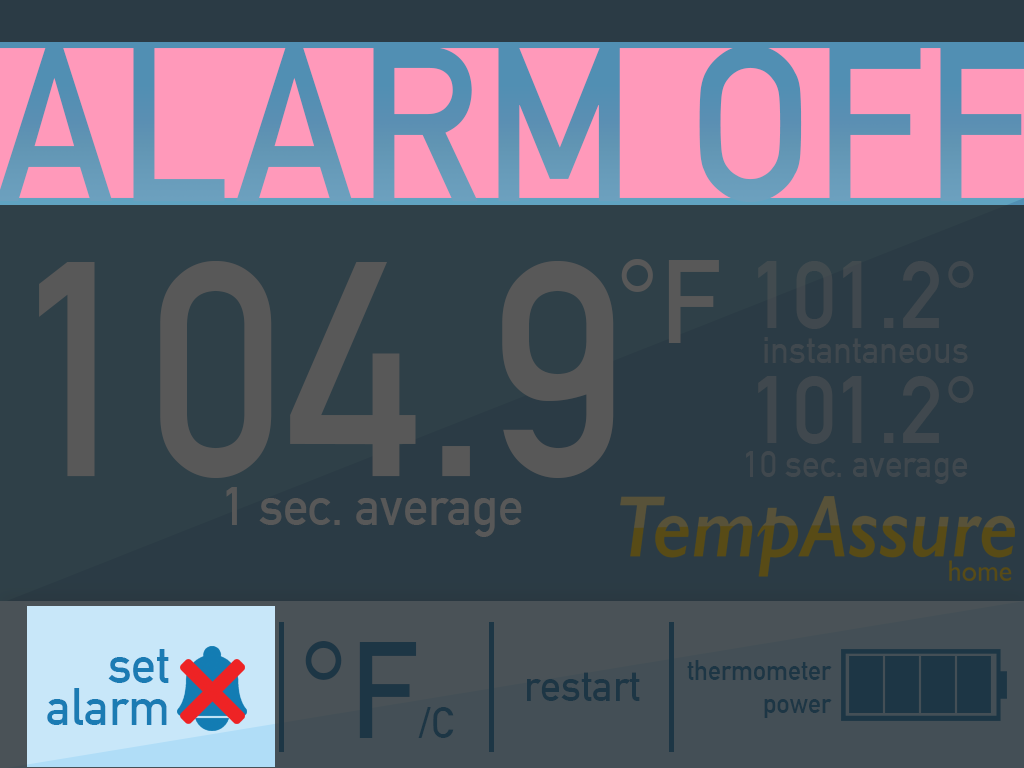 ALARM OFF
104.9°F
1 sec. average
101.2°
instantaneous
101.2°
10 sec. average
TempAssure
home
set
alarm
°F/C
restart
thermometer
power